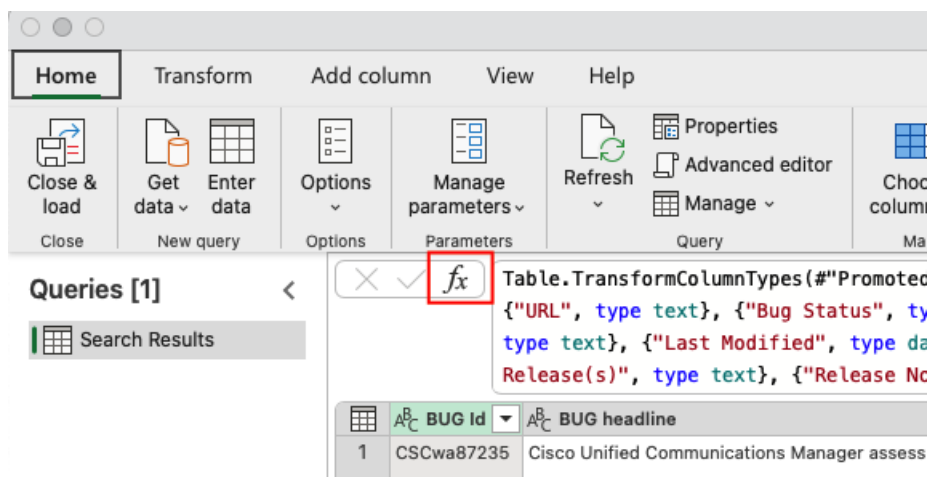 Home Transform Add column View Help
Close & load
Get data
Enter data
Options
Manage parameters
Refresh
Properties
Advanced editor
Manage
Close New query Options Parameters Query
Queries [1]
Search Results
fx
Table.TransformColumnTypes(#"Promoted
{"URL", type text}, {"Bug Status", ty
type text}, {"Last Modified", type da
Release(s)", type text}, {"Release No
ABC BUG Id ABC BUG headline
1 CSCwa87235 Cisco Unified Communications Manager assess